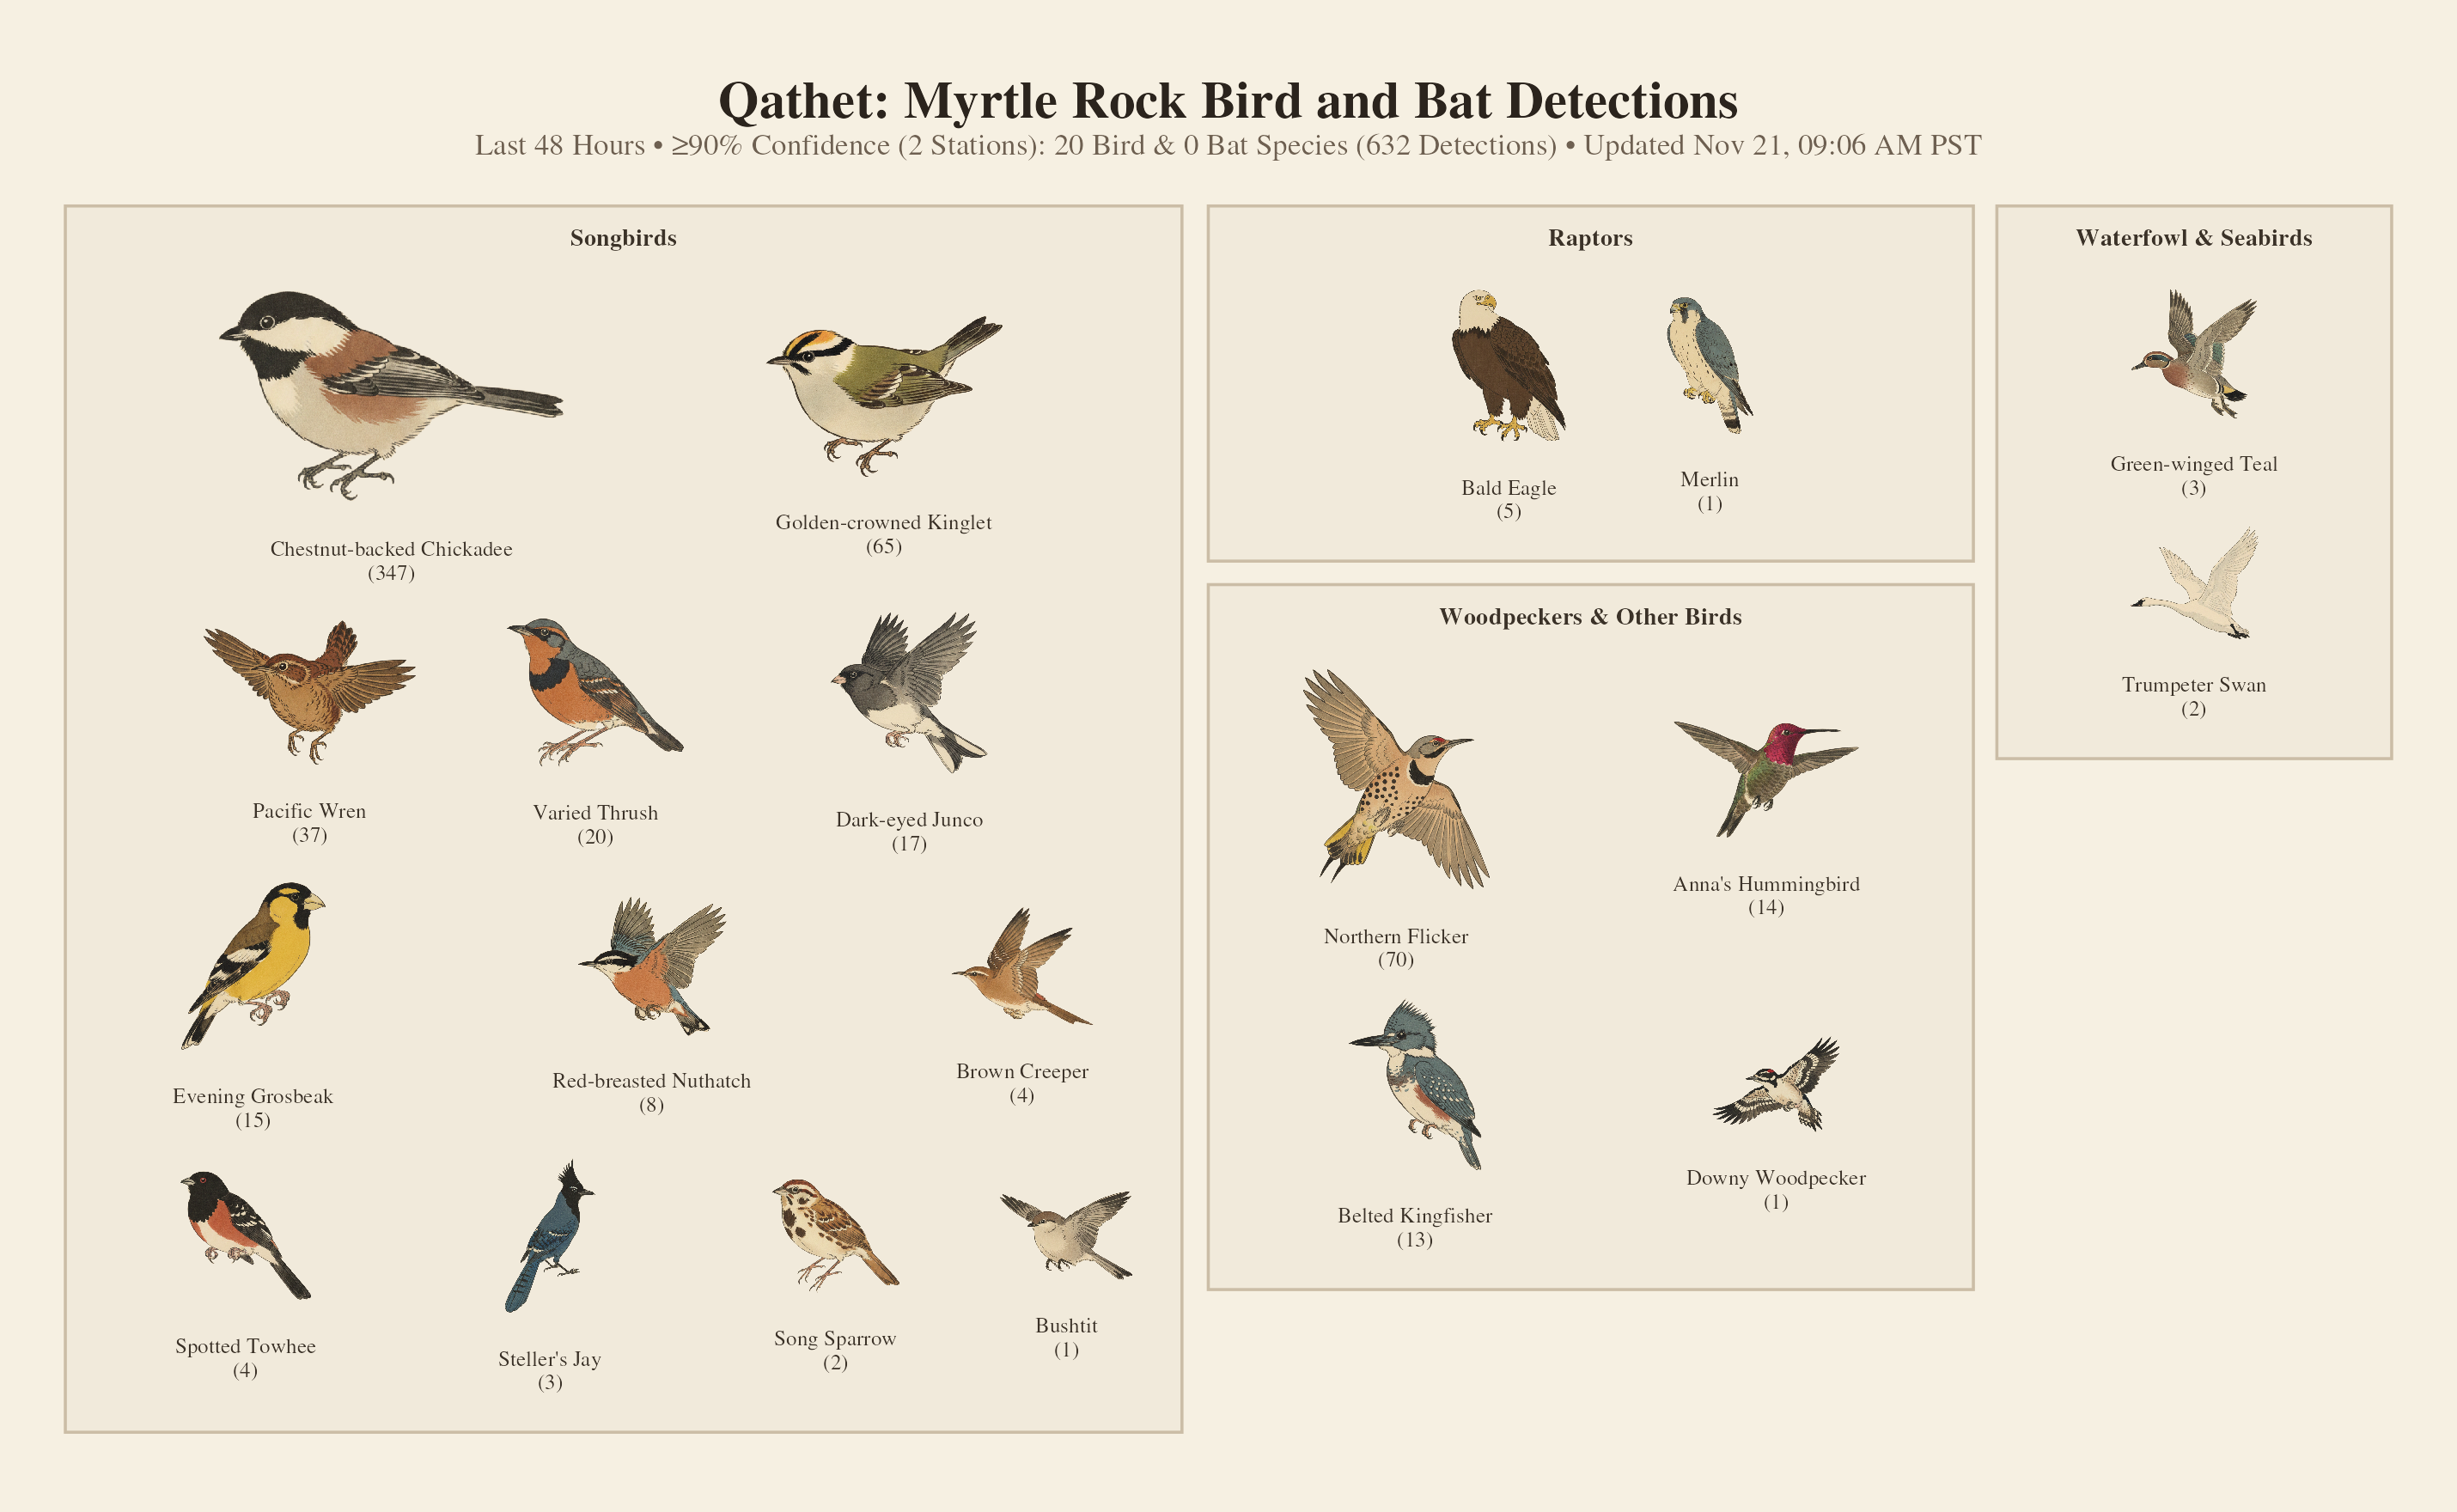 Qathet: Myrtle Rock Bird and Bat Detections
Last 48 Hours • ≥90% Confidence (2 Stations): 20 Bird & 0 Bat Species (632 Detections) • Updated Nov 21, 09:06 AM PST
Songbirds
Chestnut-backed Chickadee
(347)
Golden-crowned Kinglet
(65)
Pacific Wren
(37)
Varied Thrush
(20)
Dark-eyed Junco
(17)
Evening Grosbeak
(15)
Red-breasted Nuthatch
(8)
Brown Creeper
(4)
Spotted Towhee
(4)
Steller's Jay
(3)
Song Sparrow
(2)
Bushtit
(1)
Raptors
Bald Eagle
(5)
Merlin
(1)
Woodpeckers & Other Birds
Northern Flicker
(70)
Anna's Hummingbird
(14)
Belted Kingfisher
(13)
Downy Woodpecker
(1)
Waterfowl & Seabirds
Green-winged Teal
(3)
Trumpeter Swan
(2)